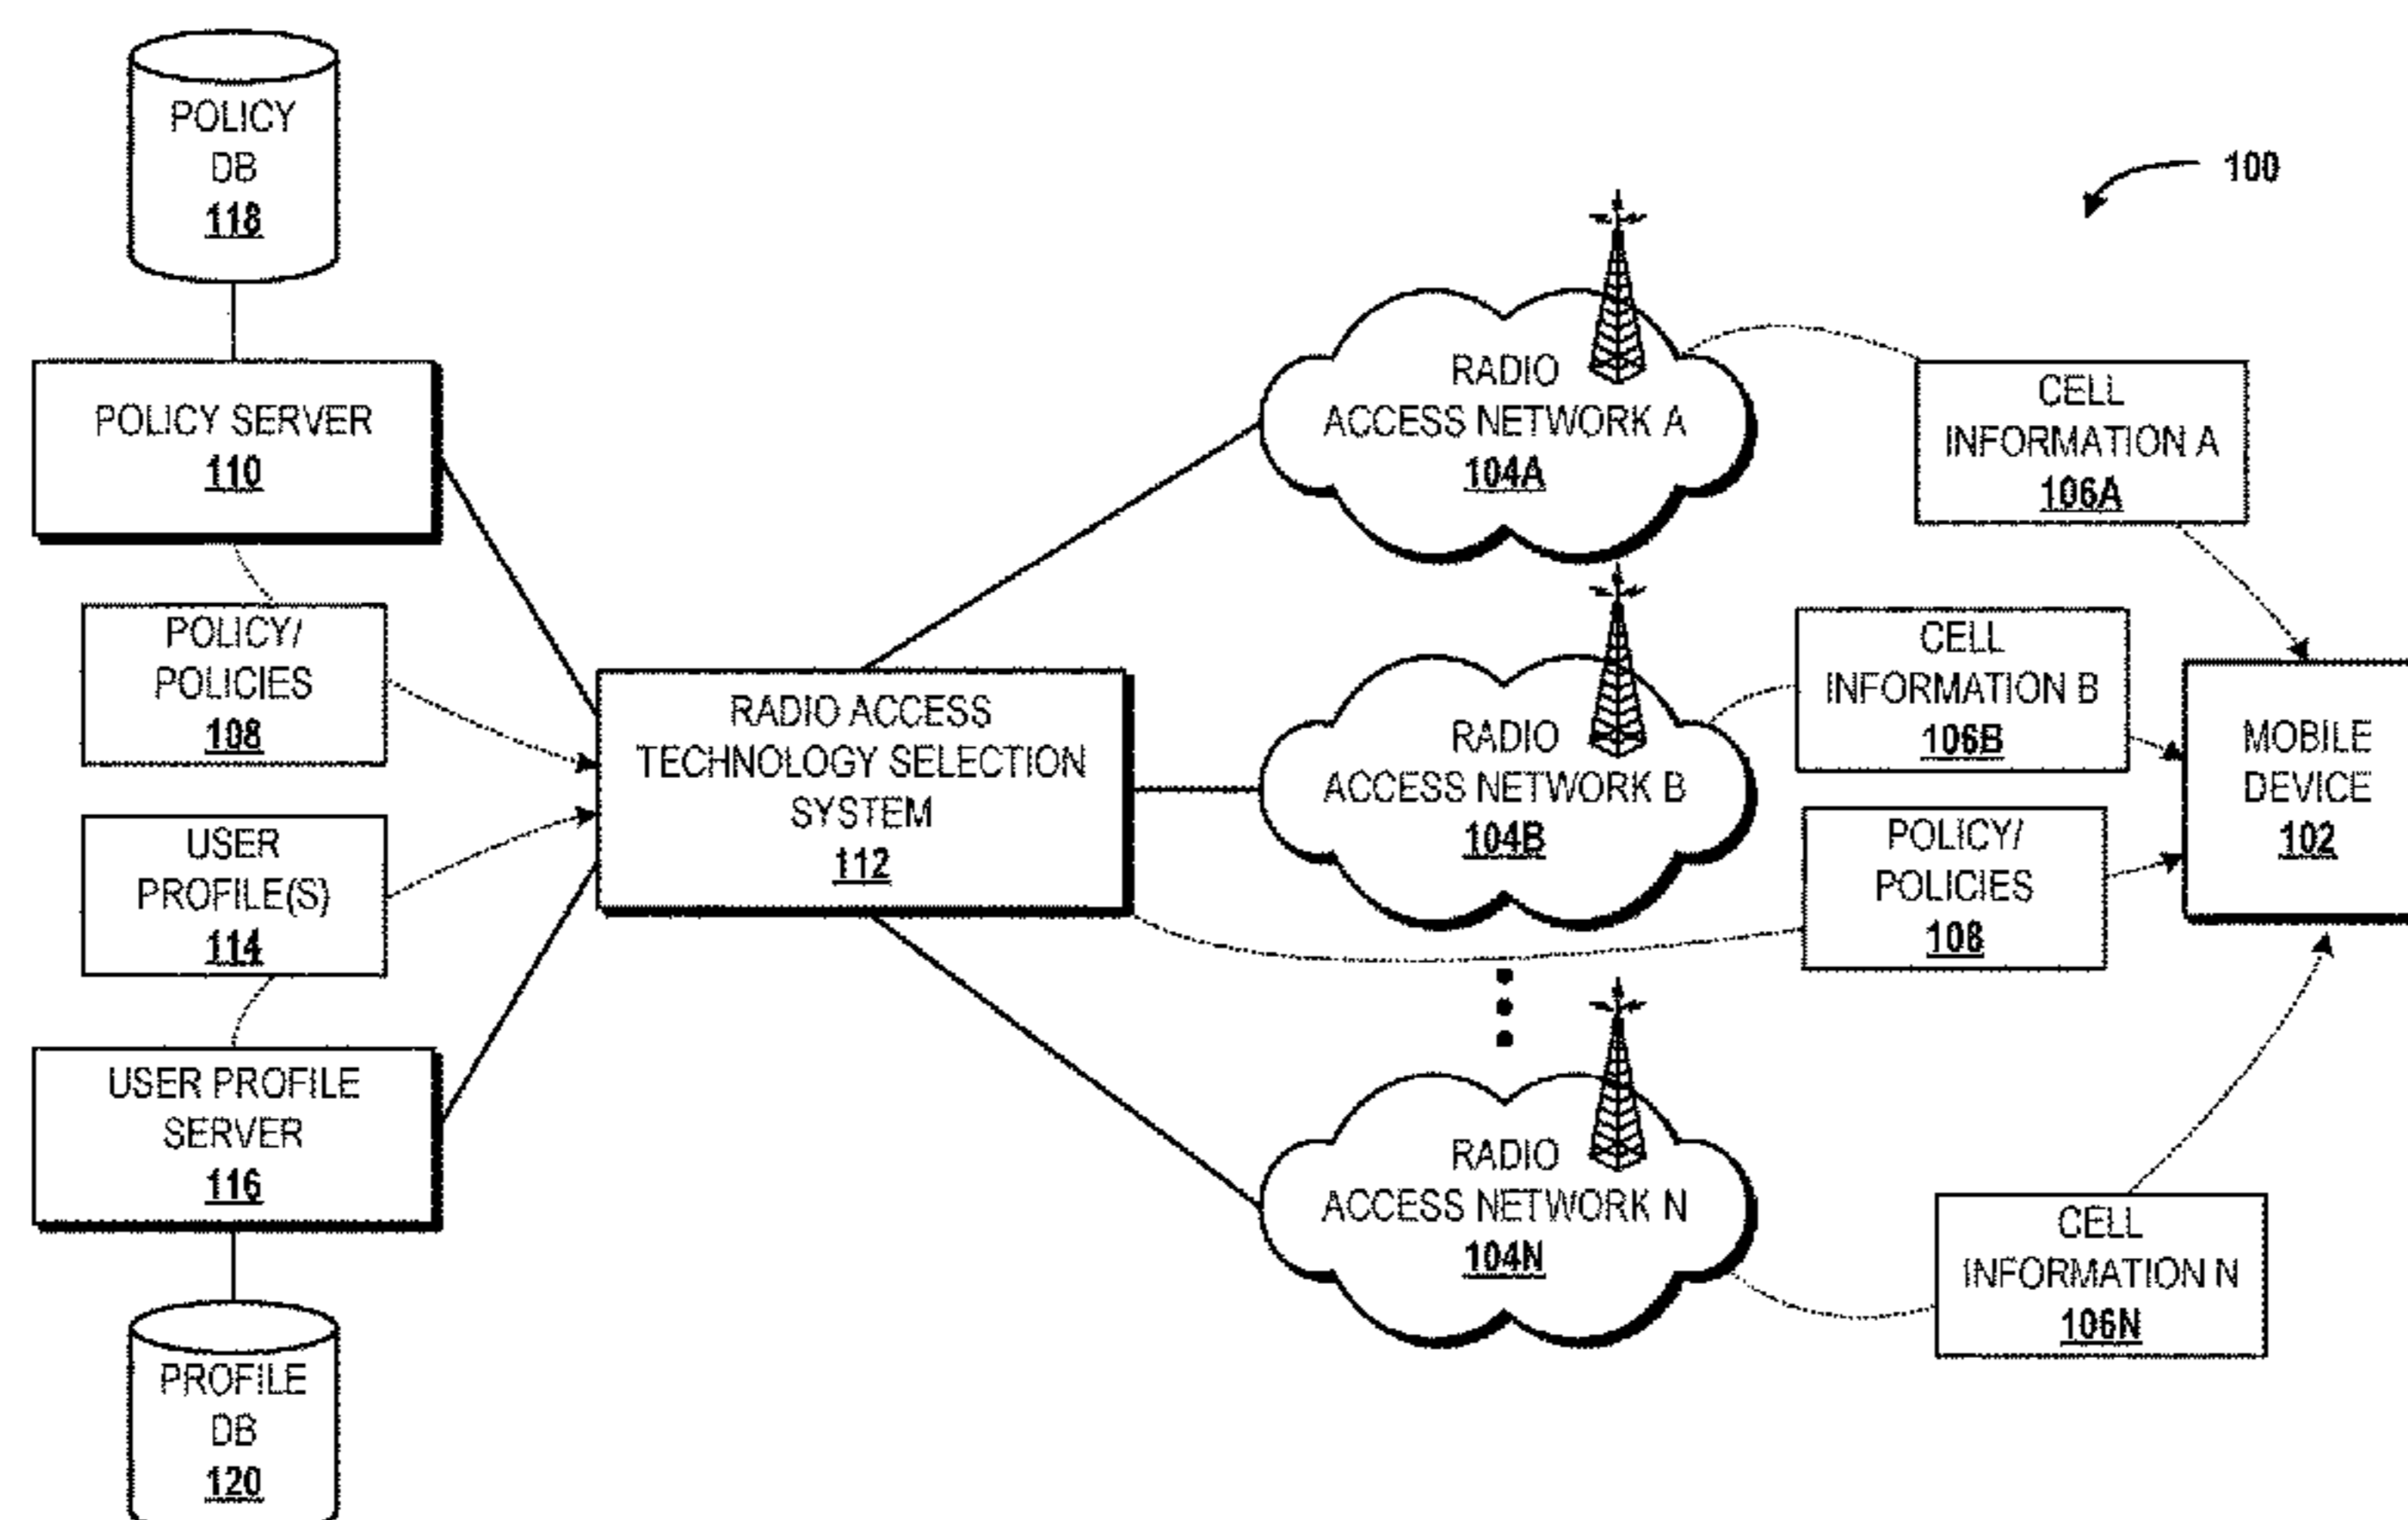 POLICY
DB
118
100
POLICY SERVER
110
RADIO
ACCESS NETWORK A
104A
CELL
INFORMATION A
106A
POLICY/
POLICIES
108
USER
PROFILE(S)
114
RADIO ACCESS
TECHNOLOGY SELECTION
SYSTEM
112
RADIO
ACCESS NETWORK B
104B
CELL
INFORMATION B
106B
POLICY/
POLICIES
108
MOBILE
DEVICE
102
USER PROFILE
SERVER
116
RADIO
ACCESS NETWORK N
104N
CELL
INFORMATION N
106N
PROFILE
DB
120